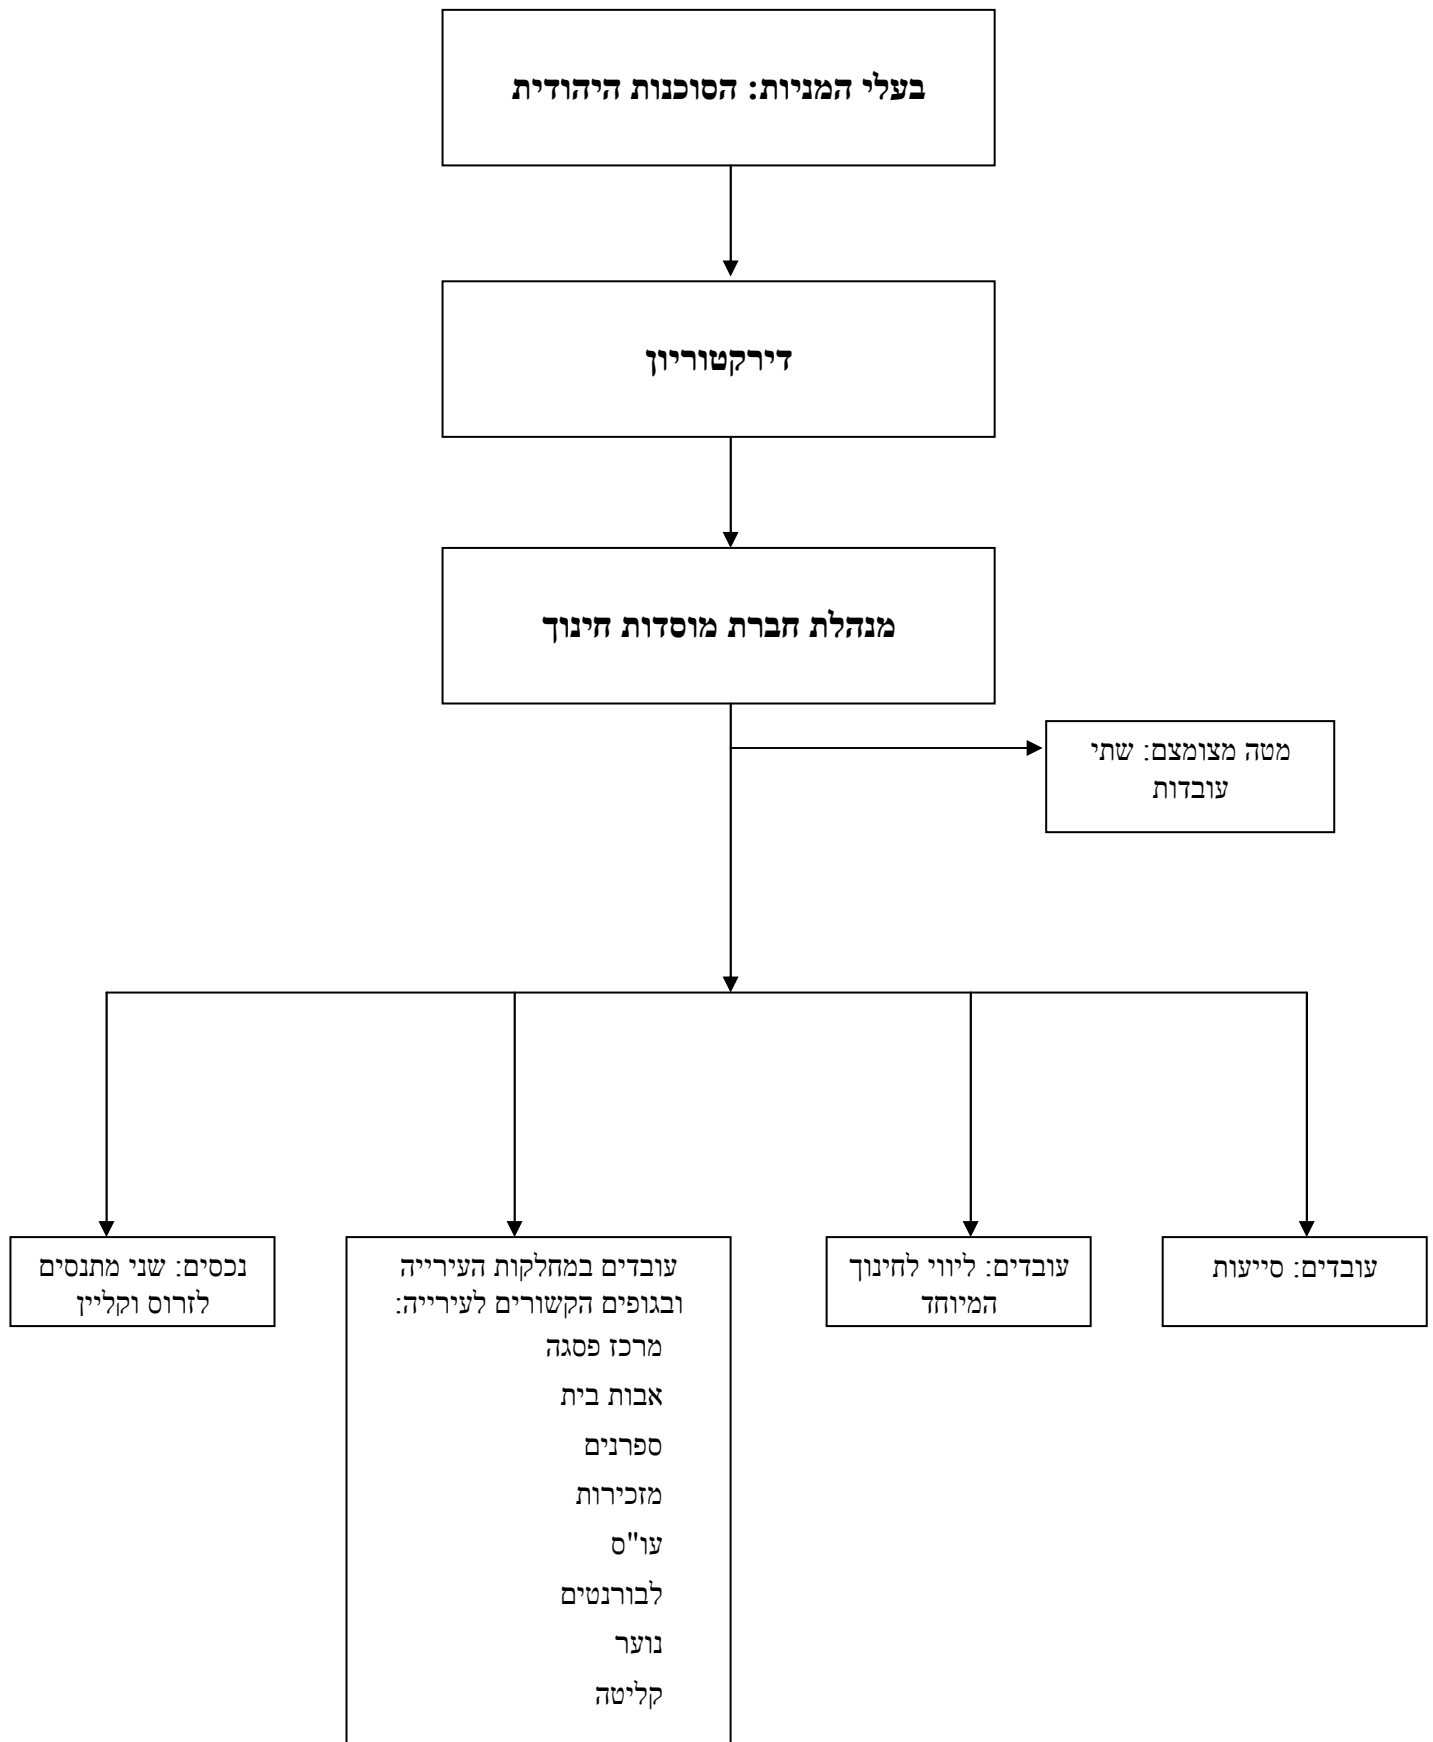 בעלי המניות: הסוכנות היהודית
דירקטוריון
מנהלת חברת מוסדות חינוך
מטה מצומצם: שתי
עובדות
עובדים: סייעות
עובדים: ליווי לחינוך
המיוחד
עובדים במחלקות העירייה
ובגופים הקשורים לעירייה:
מרכז פסגה
אבות בית
ספרנים
מזכירות
עו"ס
לבורנטים
נוער
קליטה
נכסים: שני מתנסים
לזרוס וקליין